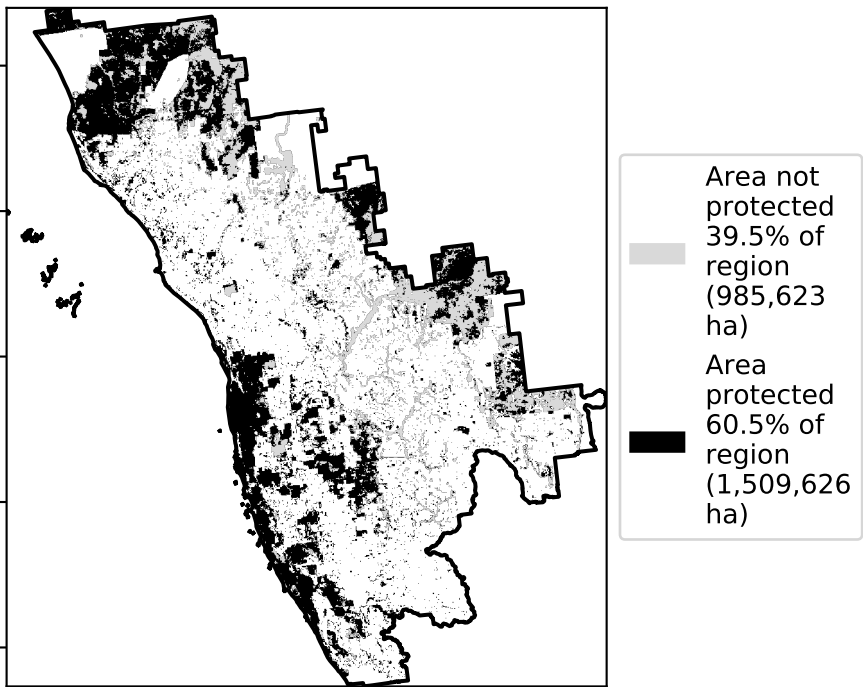 Area not
protected
39.5% of
region
(985,623
ha)
Area
protected
60.5% of
region
(1,509,626
ha)